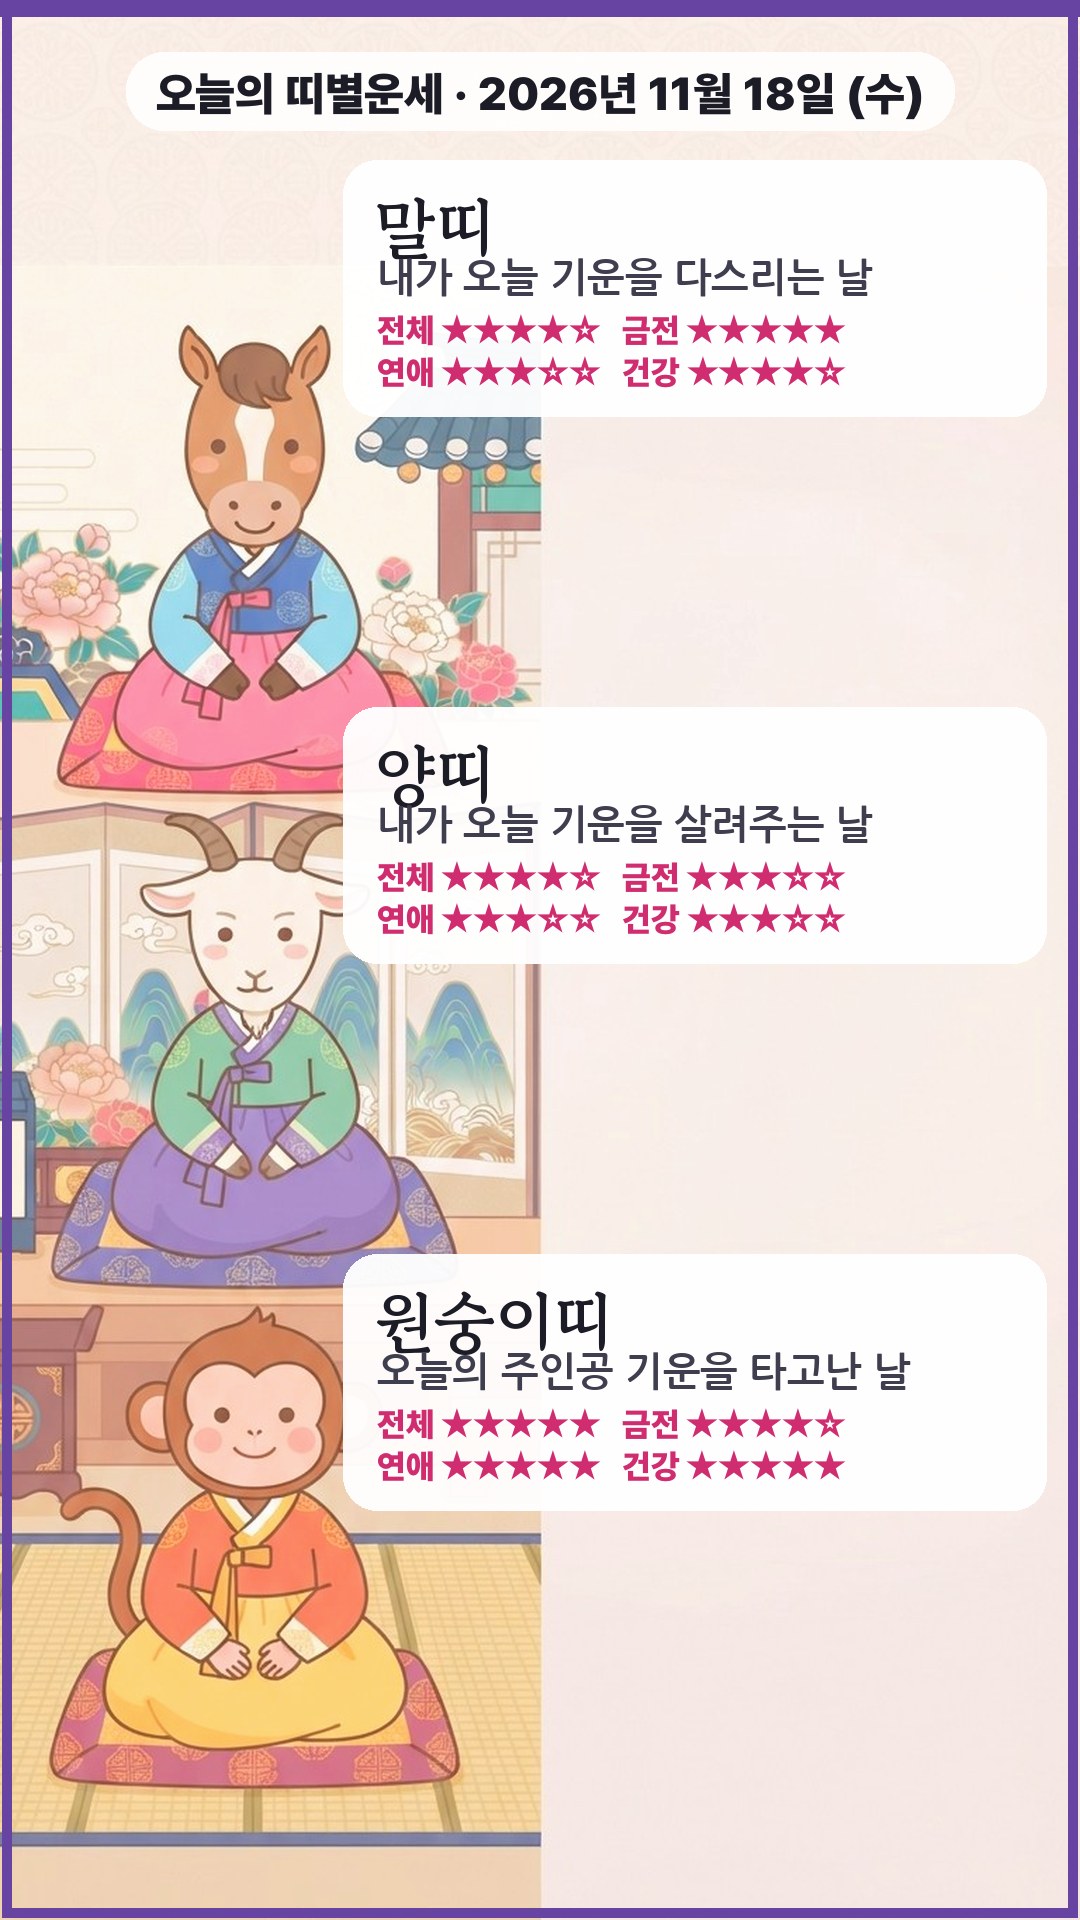 오늘의 띠별운세 · 2026년 11월 18일 (수)
말띠
내가 오늘 기운을 다스리는 날
전체 ★★★★☆ 금전 ★★★★★
연애 ★★★☆☆ 건강 ★★★★☆
양띠
내가 오늘 기운을 살려주는 날
전체 ★★★★☆ 금전 ★★★☆☆
연애 ★★★☆☆ 건강 ★★★☆☆
원숭이띠
오늘의 주인공 기운을 타고난 날
전체 ★★★★★ 금전 ★★★★☆
연애 ★★★★★ 건강 ★★★★★